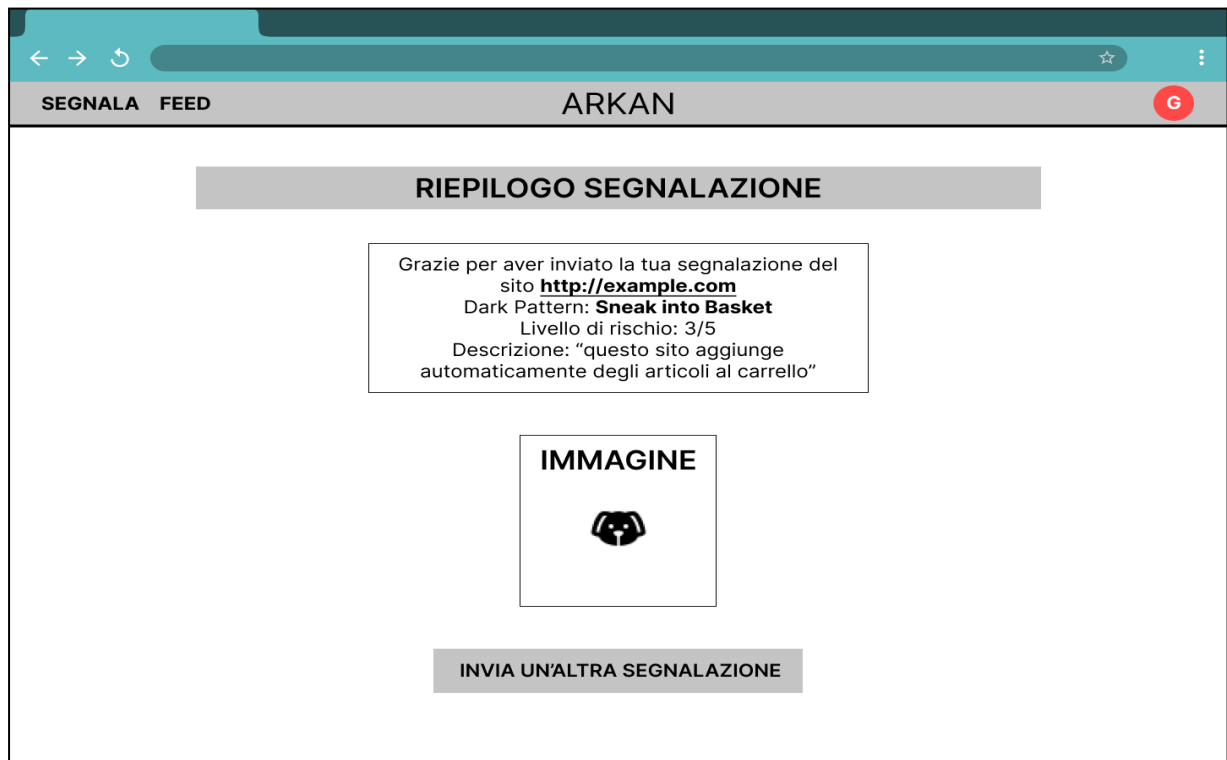 SEGNALA FEED ARKAN G
RIEPILOGO SEGNALAZIONE
Grazie per aver inviato la tua segnalazione del
sito http://example.com
Dark Pattern: Sneak into Basket
Livello di rischio: 3/5
Descrizione: “questo sito aggiunge
automaticamente degli articoli al carrello”
IMMAGINE
INVIA UN’ALTRA SEGNALAZIONE